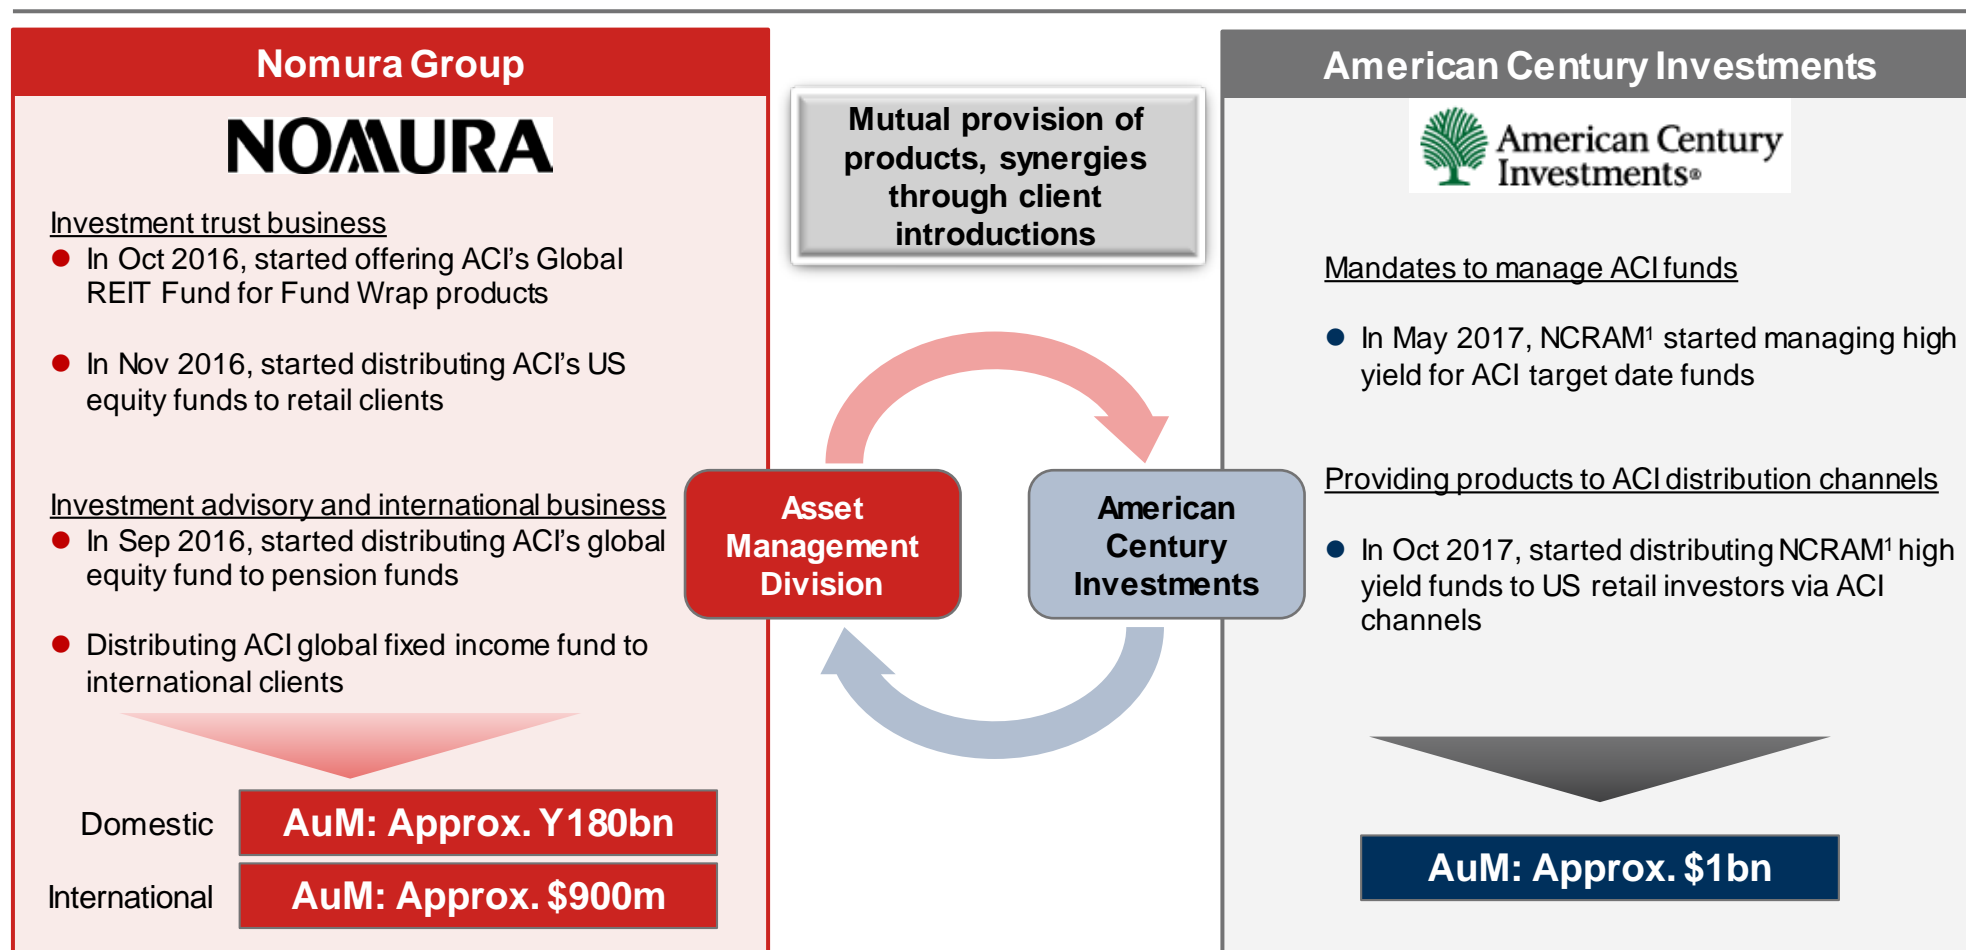 Nomura Group
NOMURA
Investment trust business
● In Oct 2016, started offering ACI’s Global
REIT Fund for Fund Wrap products
● In Nov 2016, started distributing ACI’s US
equity funds to retail clients
Investment advisory and international business
● In Sep 2016, started distributing ACI’s global
equity fund to pension funds
● Distributing ACI global fixed income fund to
international clients
Domestic
AuM: Approx. Y180bn
International
AuM: Approx. $900m
Mutual provision of
products, synergies
through client
introductions
Asset
Management
Division
American
Century
Investments
American Century Investments
American Century
Investments®
Mandates to manage ACI funds
● In May 2017, NCRAM¹ started managing high
yield for ACI target date funds
Providing products to ACI distribution channels
● In Oct 2017, started distributing NCRAM¹ high
yield funds to US retail investors via ACI
channels
AuM: Approx. $1bn